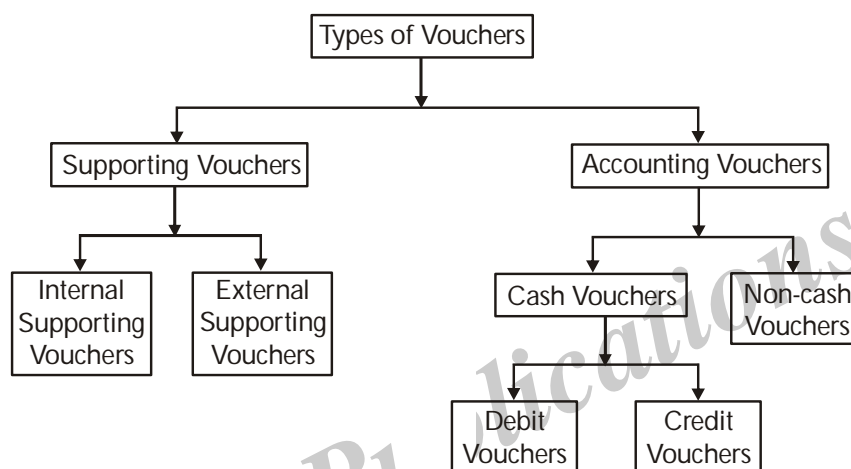 Types of Vouchers
Supporting Vouchers
Accounting Vouchers
Internal
Supporting
Vouchers
External
Supporting
Vouchers
Cash Vouchers
Non-cash
Vouchers
Debit
Vouchers
Credit
Vouchers
Publications